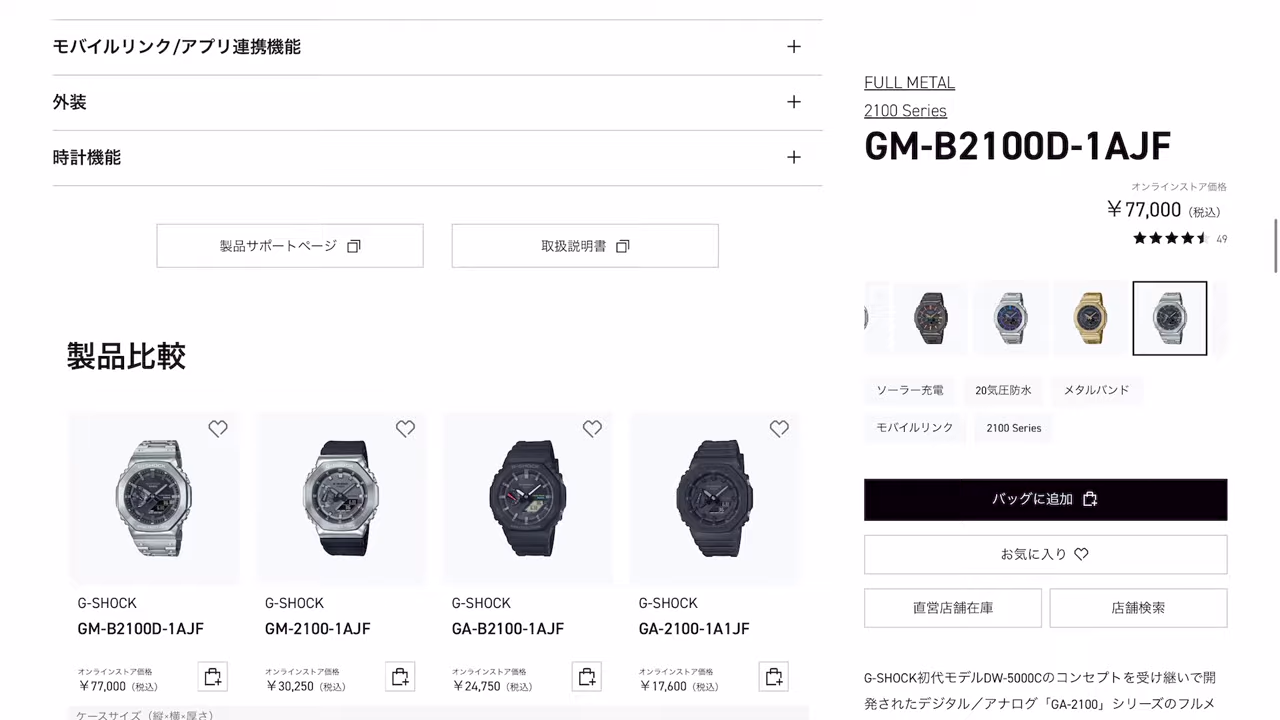 モバイルリンク/アプリ連携機能
外装
時計機能
製品サポートページ
取扱説明書
製品比較
G-SHOCK
GM-B2100D-1AJF
オンラインストア価格
￥77,000（税込）
G-SHOCK
GM-2100-1AJF
オンラインストア価格
￥30,250（税込）
G-SHOCK
GA-B2100-1AJF
オンラインストア価格
￥24,750（税込）
G-SHOCK
GA-2100-1A1JF
オンラインストア価格
￥17,600（税込）
ケースサイズ（縦×横×厚さ）
FULL METAL
2100 Series
GM-B2100D-1AJF
オンラインストア価格
￥77,000（税込）
49
ソーラー充電
20気圧防水
メタルバンド
モバイルリンク
2100 Series
バッグに追加
お気に入り
直営店舗在庫
店舗検索
G-SHOCK初代モデルDW-5000Cのコンセプトを受け継いで開
発されたデジタル／アナログ「GA-2100」シリーズのフルメ